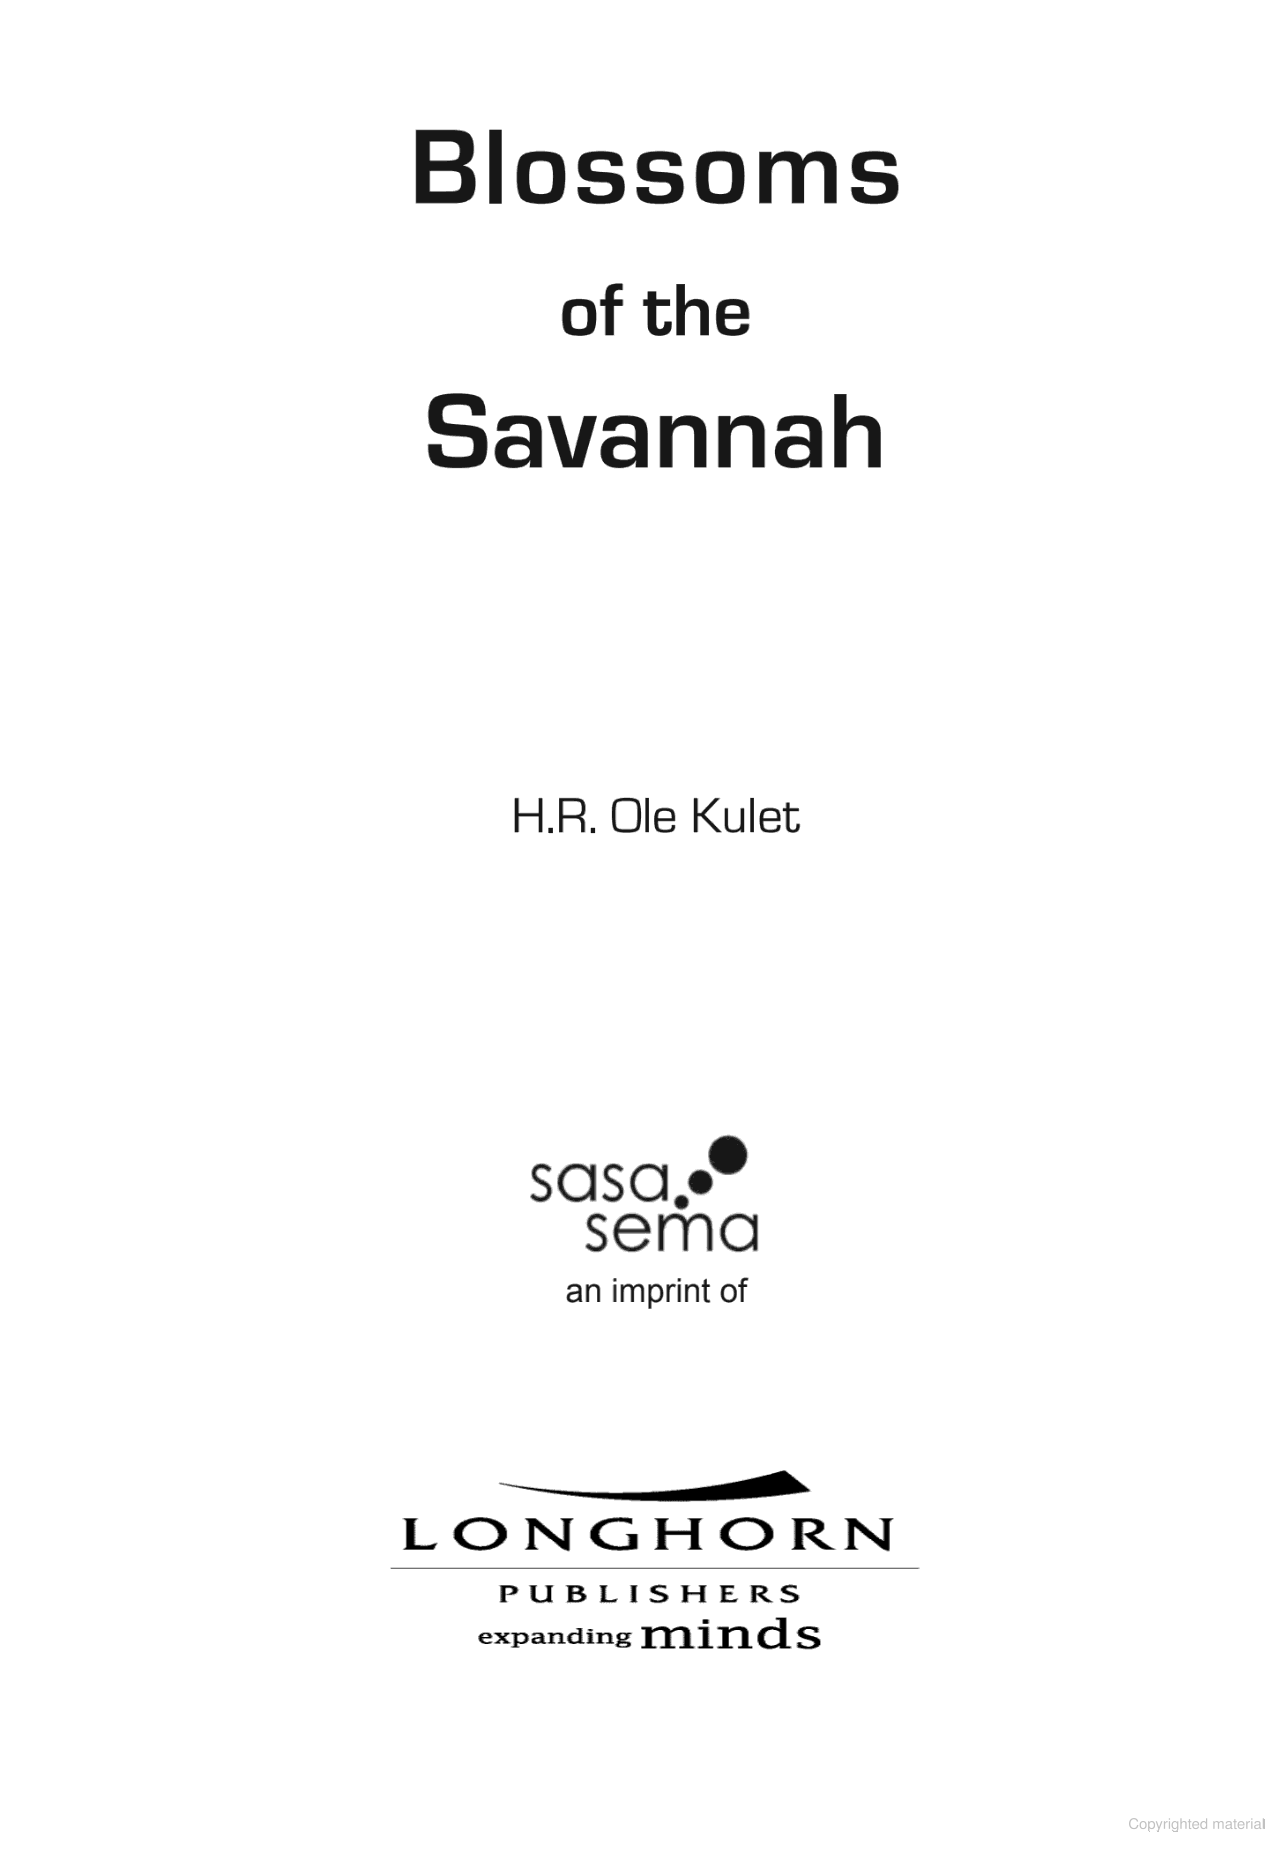 Blossoms
of the
Savannah
H.R. Ole Kulet
sasa
sema
an imprint of
LONGHORN
PUBLISHERS
expanding minds
Copyrighted material